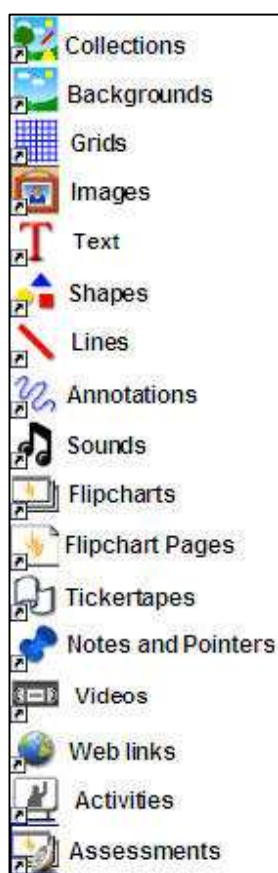 Collections
Backgrounds
Grids
Images
Text
Shapes
Lines
Annotations
Sounds
Flipcharts
Flipchart Pages
Tickertapes
Notes and Pointers
Videos
Web links
Activities
Assessments